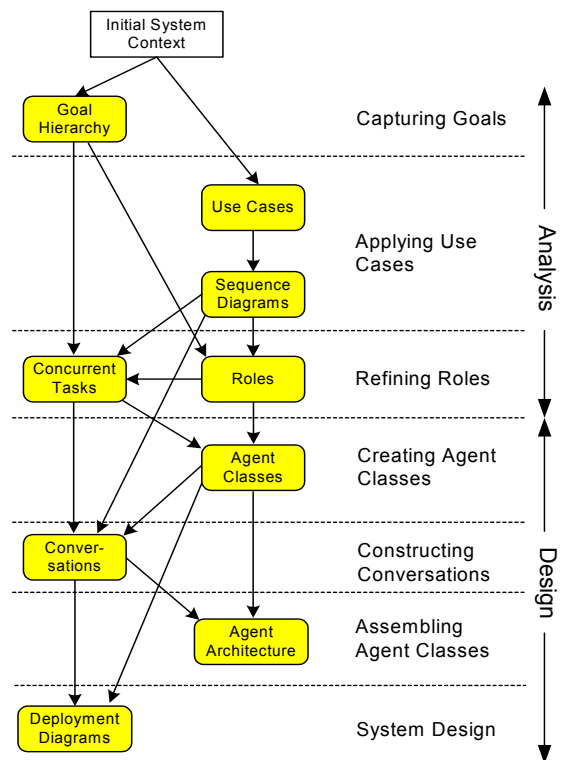 Initial System
Context
Goal
Hierarchy
Capturing Goals
Use Cases
Applying Use
Cases
Sequence
Diagrams
Analysis
Concurrent
Tasks
Roles
Refining Roles
Agent
Classes
Creating Agent
Classes
Conver-
sations
Constructing
Conversations
Design
Agent
Architecture
Assembling
Agent Classes
Deployment
Diagrams
System Design